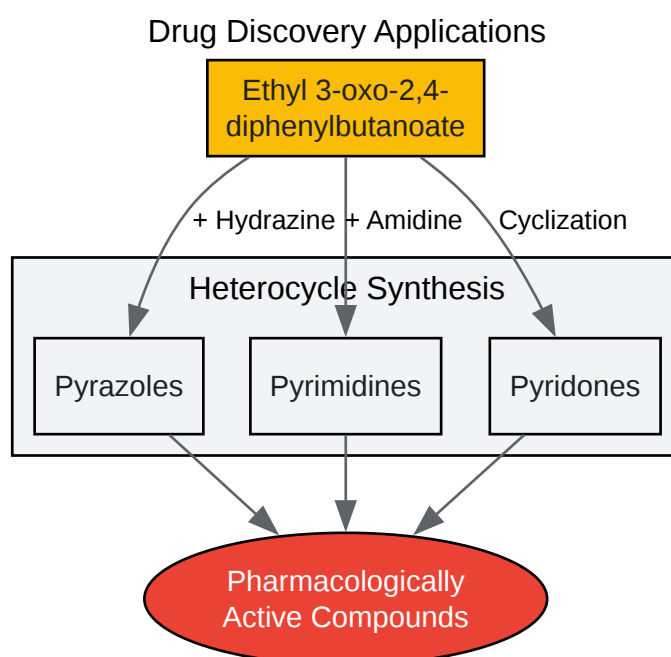 Drug Discovery Applications
Ethyl 3-oxo-2,4-
diphenylbutanoate
+ Hydrazine
+ Amidine
Cyclization
Heterocycle Synthesis
Pyrazoles
Pyrimidines
Pyridones
Pharmacologically
Active Compounds